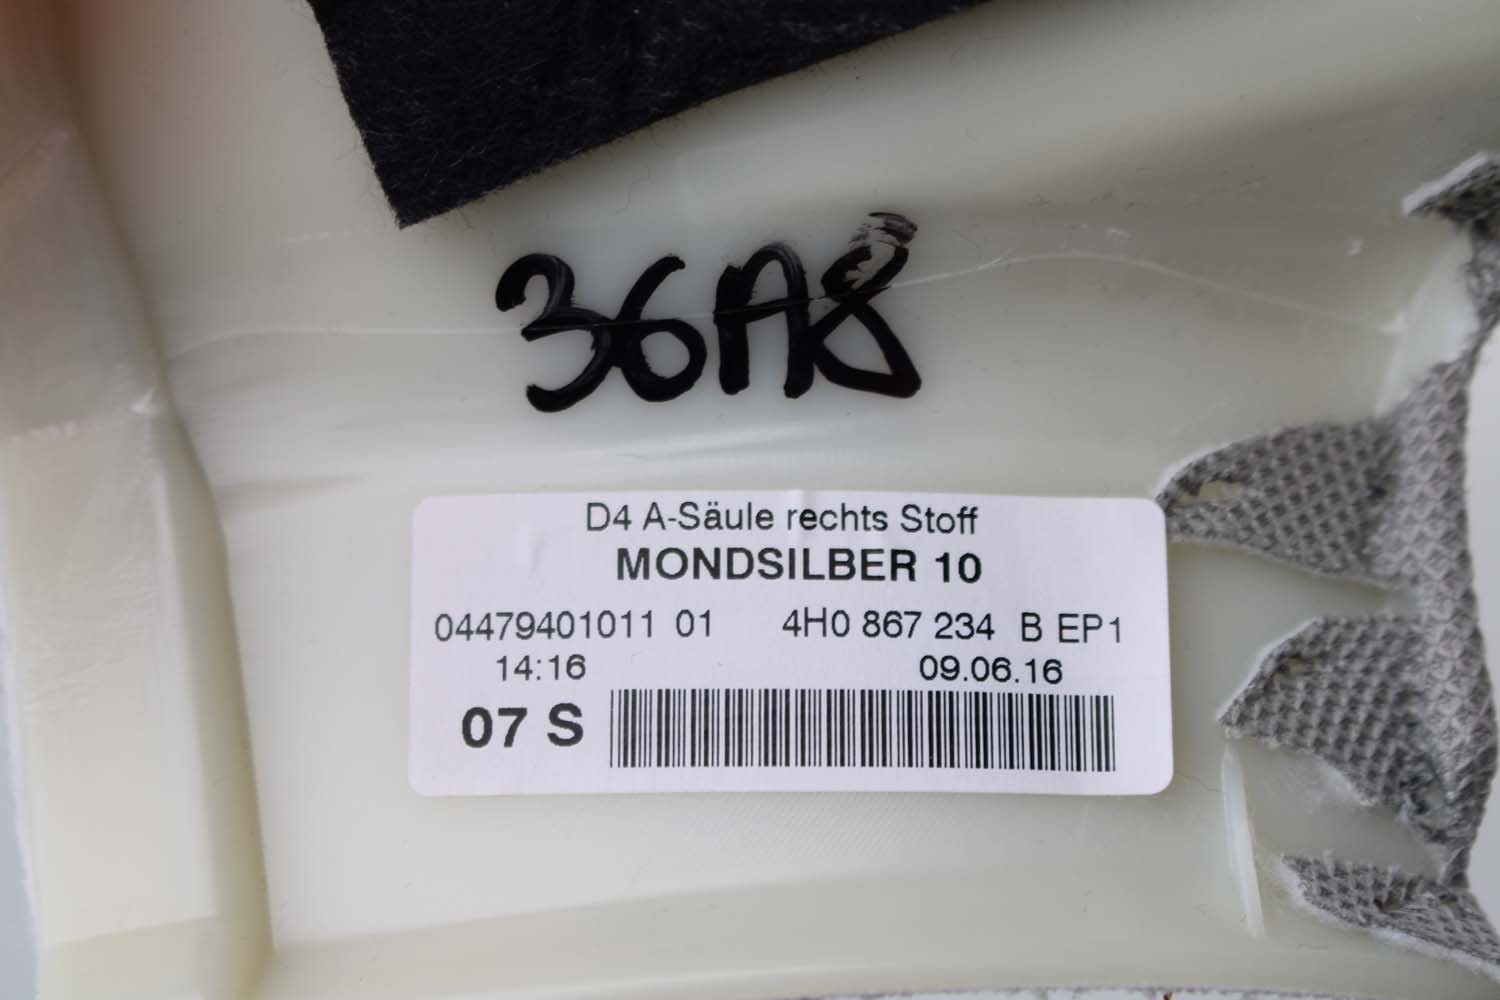 36A8
D4 A-Säule rechts Stoff
MONDSILBER 10
04479401011 01 4H0 867 234 B EP1
14:16 09.06.16
07 S